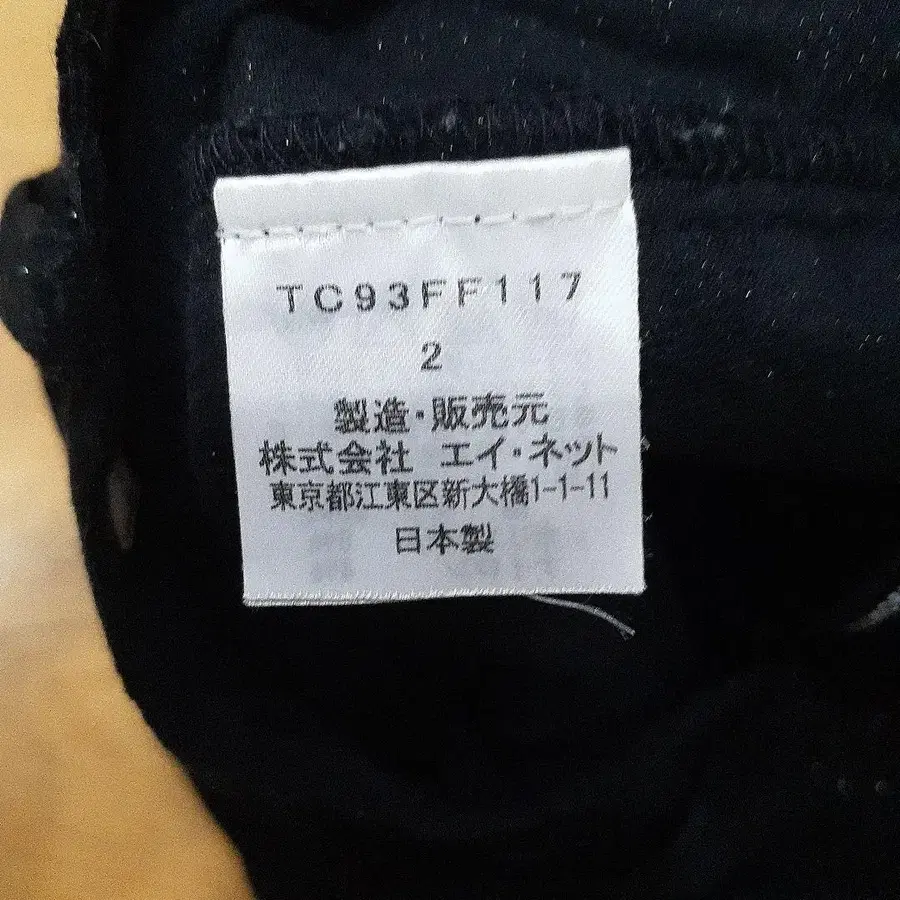 TC93FF117
2
製造・販売元
株式会社 エイ・ネット
東京都江東区新大橋1-1-11
日本製